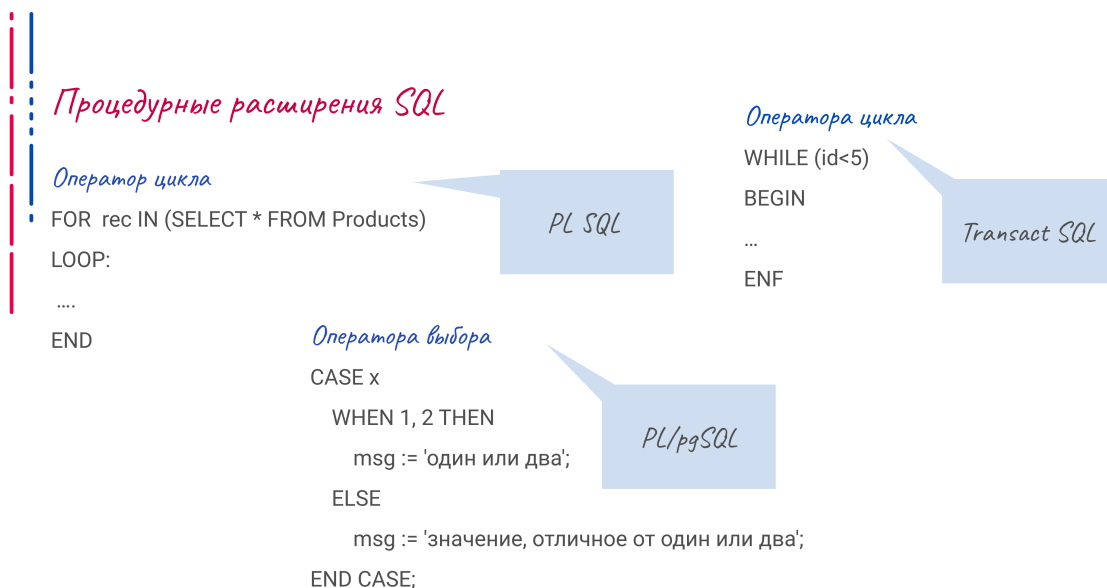 Процедурные расширения SQL
Оператор цикла
FOR rec IN (SELECT * FROM Products)
LOOP:
....
END
PL SQL
Оператора цикла
WHILE (id<5)
BEGIN
...
ENF
Transact SQL
Оператора выбора
CASE x
WHEN 1, 2 THEN
msg := 'один или два';
ELSE
msg := 'значение, отличное от один или два';
END CASE;
PL/pgSQL